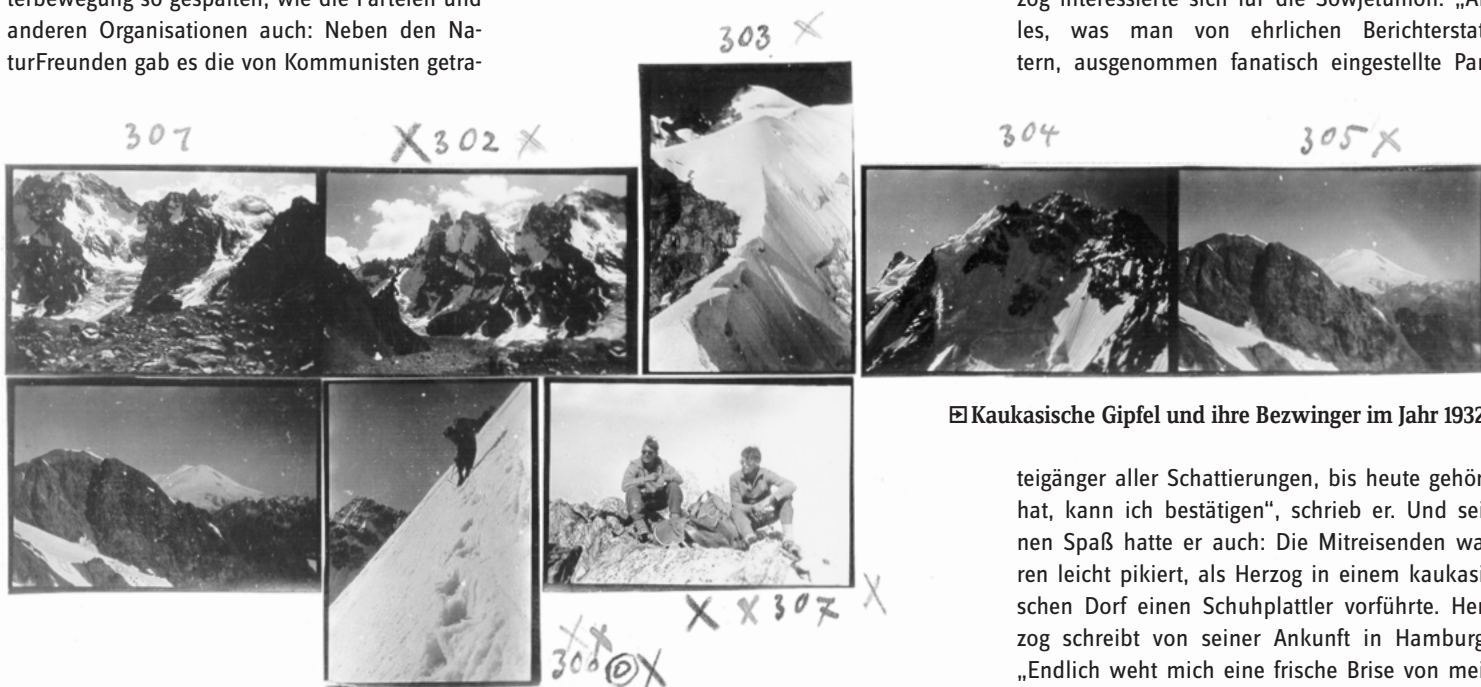 terbewegung so gespalten, wie die Parteien und
anderen Organisationen auch: Neben den Na-
turFreunden gab es die von Kommunisten getra-
303 X
301
X 302 X
304
305 X
X X 307 X
X X
306 D X
Kaukasische Gipfel und ihre Bezwinger im Jahr 1932
zog interessierte sich für die Sowjetunion: „Al
les, was man von ehrlichen Berichterstat
tern, ausgenommen fanatisch eingestellte Par
teigänger aller Schattierungen, bis heute gehör
hat, kann ich bestätigen“, schrieb er. Und sei
nen Spaß hatte er auch: Die Mitreisenden wa
ren leicht pikiert, als Herzog in einem kaukasi
schen Dorf einen Schuhplattler vorführte. Her
zog schreibt von seiner Ankunft in Hamburg
„Endlich weht mich eine frische Brise von mei